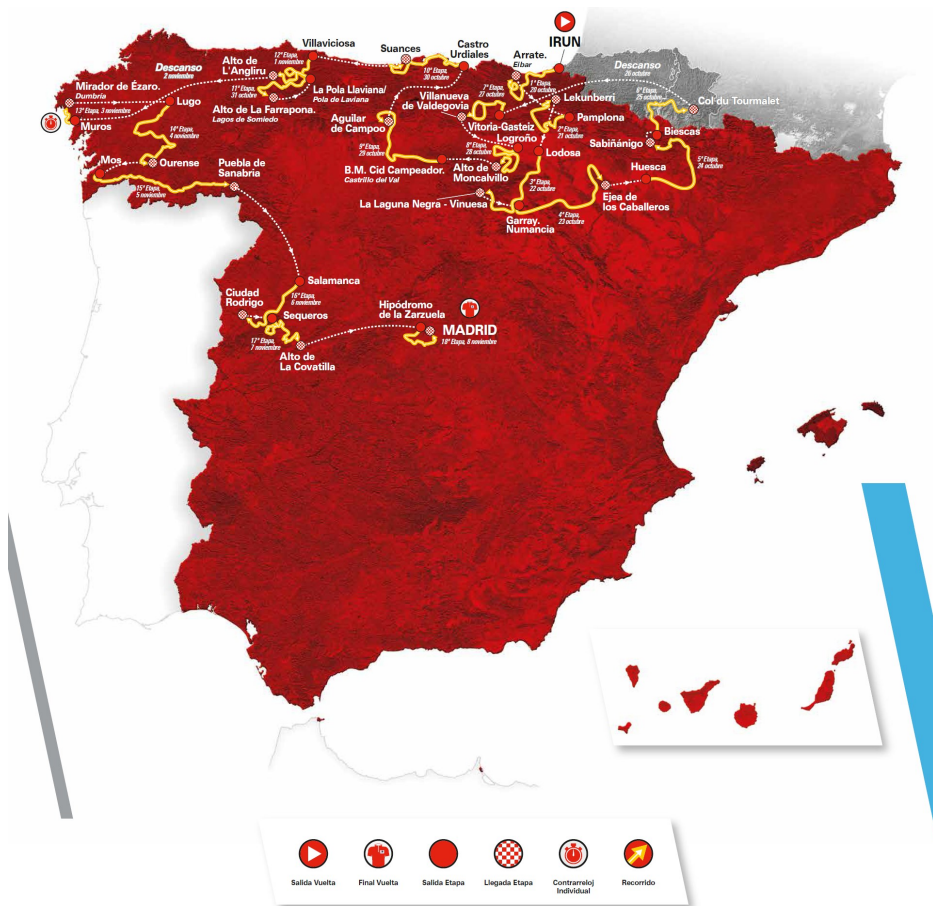 IRUN
Villaviciosa
Suances
Castro
Urdiales
Arrate.
Eibar
Descanso
2 noviembre
Alto de
L'Angliru
12ª Etapa,
1 noviembre
10ª Etapa,
30 octubre
1ª Etapa,
20 octubre
Descanso
26 octubre
Mirador de Ézaro.
Dumbría
13ª Etapa, 3 noviembre
Muros
Lugo
11ª Etapa,
31 octubre
La Pola Llaviana/
Pola de Laviana
Alto de La Farrapona.
Lagos de Somiedo
Villanueva
de Valdegovia
7ª Etapa,
27 octubre
Lekunberri
6ª Etapa,
25 octubre
Col du Tourmalet
Aguilar
de Campoo
Vitoria-Gasteiz
Pamplona
2ª Etapa,
21 octubre
Biescas
Sabiñánigo
14ª Etapa,
4 noviembre
Logroño
8ª Etapa,
28 octubre
Lodosa
Mos
Ourense
Puebla de
Sanabria
9ª Etapa,
29 octubre
B.M. Cid Campeador.
Castrillo del Val
Alto de
Moncalvillo
Huesca
5ª Etapa,
24 octubre
15ª Etapa,
5 noviembre
3ª Etapa,
22 octubre
La Laguna Negra - Vinuesa
Garray.
Numancia
4ª Etapa,
23 octubre
Ejea de
los Caballeros
Salamanca
16ª Etapa,
6 noviembre
Ciudad
Rodrigo
Sequeros
17ª Etapa,
7 noviembre
Alto de
La Covatilla
Hipódromo
de la Zarzuela
MADRID
18ª Etapa, 8 noviembre
Salida Vuelta
Final Vuelta
Salida Etapa
Llegada Etapa
Contrarreloj
Individual
Recorrido